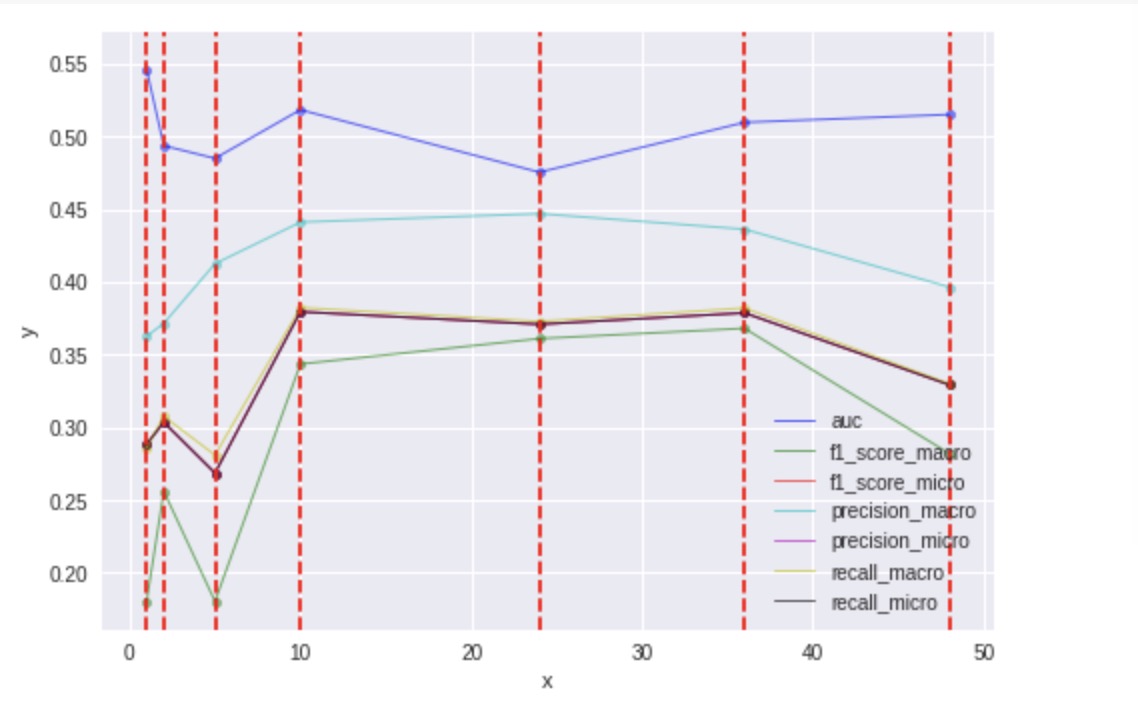 0.55
0.50
0.45
0.40
0.35
0.30
0.25
0.20
y
auc
f1_score_macro
f1_score_micro
precision_macro
precision_micro
recall_macro
recall_micro
0 10 20 30 40 50
x